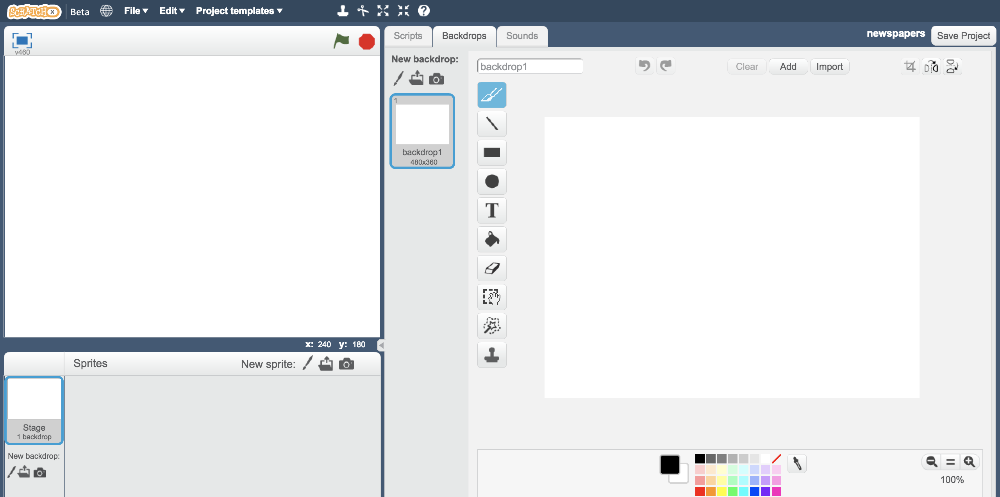 SCRATCH X Beta File Edit Project templates
Scripts Backdrops Sounds newspapers Save Project
v460
New backdrop:
backdrop1 Clear Add Import
1
backdrop1
480x360
T
x: 240 y: 180
Sprites New sprite:
Stage
1 backdrop
New backdrop:
100%